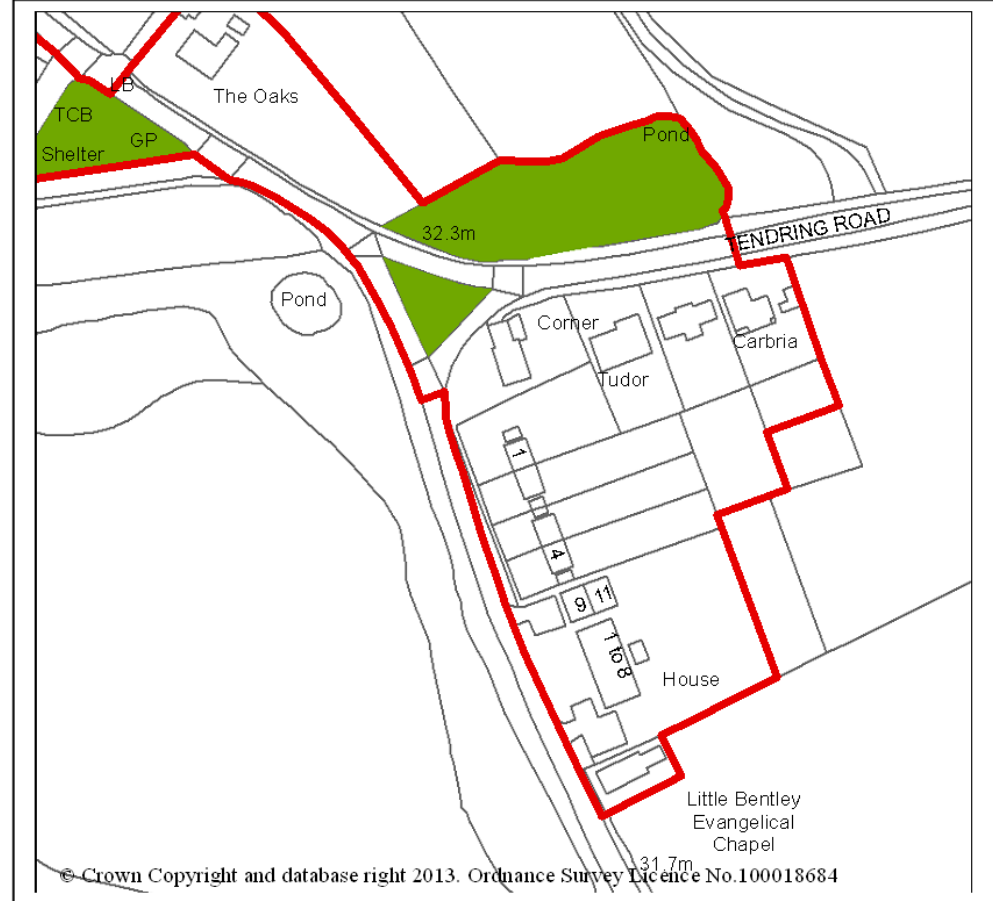 LB
The Oaks
TCB
GP
Shelter
Pond
32.3m
TENDRING ROAD
Pond
Corner
Carbria
Tudor
1
4
9
11
1 to 8
House
Little Bentley
Evangelical
Chapel
31.7m
© Crown Copyright and database right 2013. Ordnance Survey Licence No.100018684